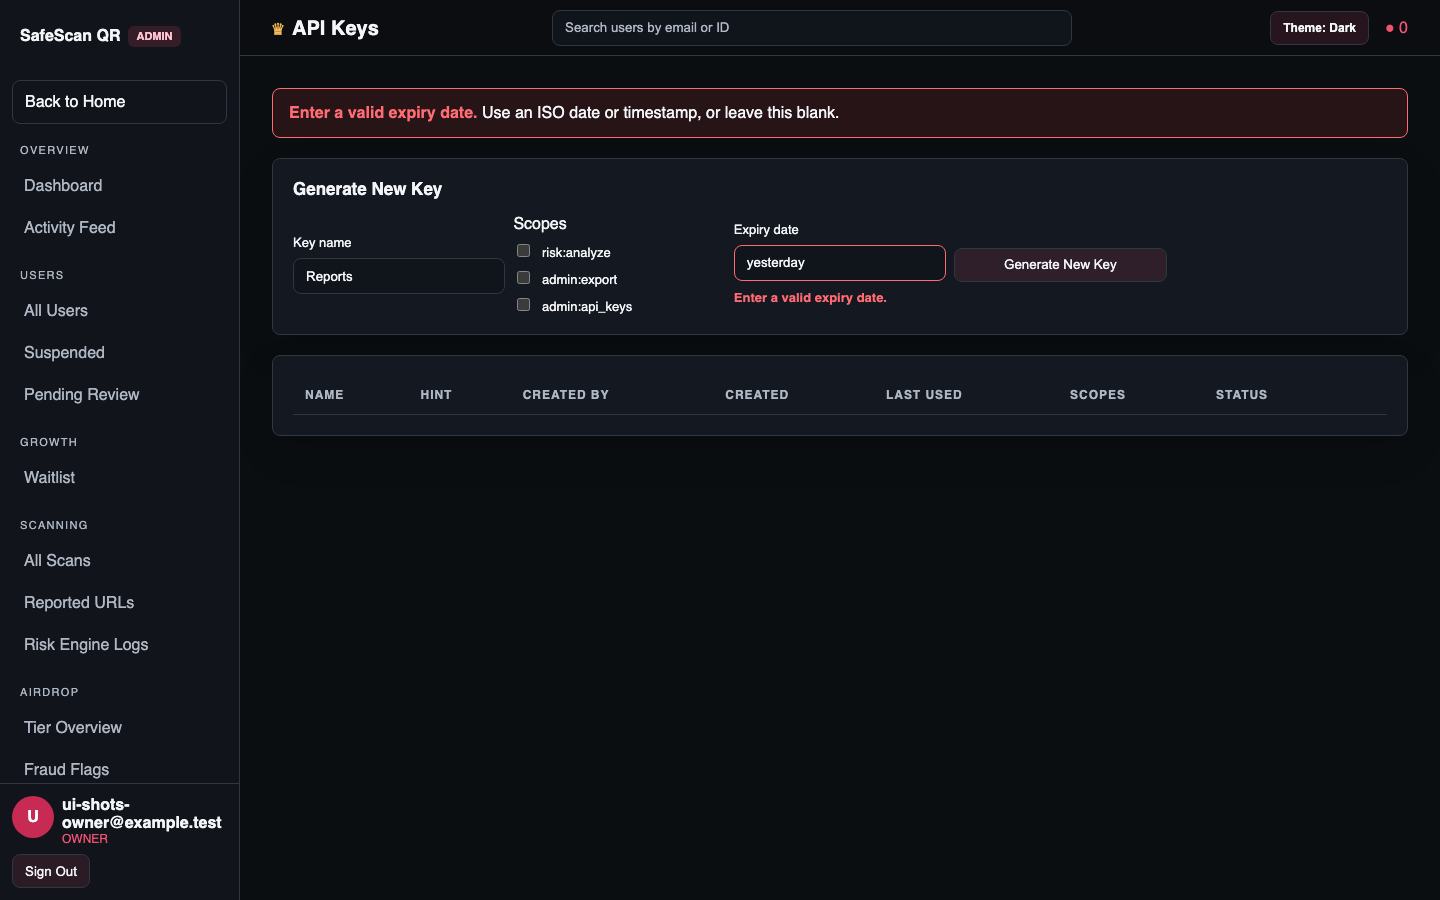 SafeScan QR ADMIN
Back to Home
OVERVIEW
Dashboard
Activity Feed
USERS
All Users
Suspended
Pending Review
GROWTH
Waitlist
SCANNING
All Scans
Reported URLs
Risk Engine Logs
AIRDROP
Tier Overview
Fraud Flags
U
ui-shots-
owner@example.test
OWNER
Sign Out
API Keys
Search users by email or ID
Theme: Dark
0
Enter a valid expiry date. Use an ISO date or timestamp, or leave this blank.
Generate New Key
Key name
Reports
Scopes
risk:analyze
admin:export
admin:api_keys
Expiry date
yesterday
Enter a valid expiry date.
Generate New Key
NAME HINT CREATED BY CREATED LAST USED SCOPES STATUS